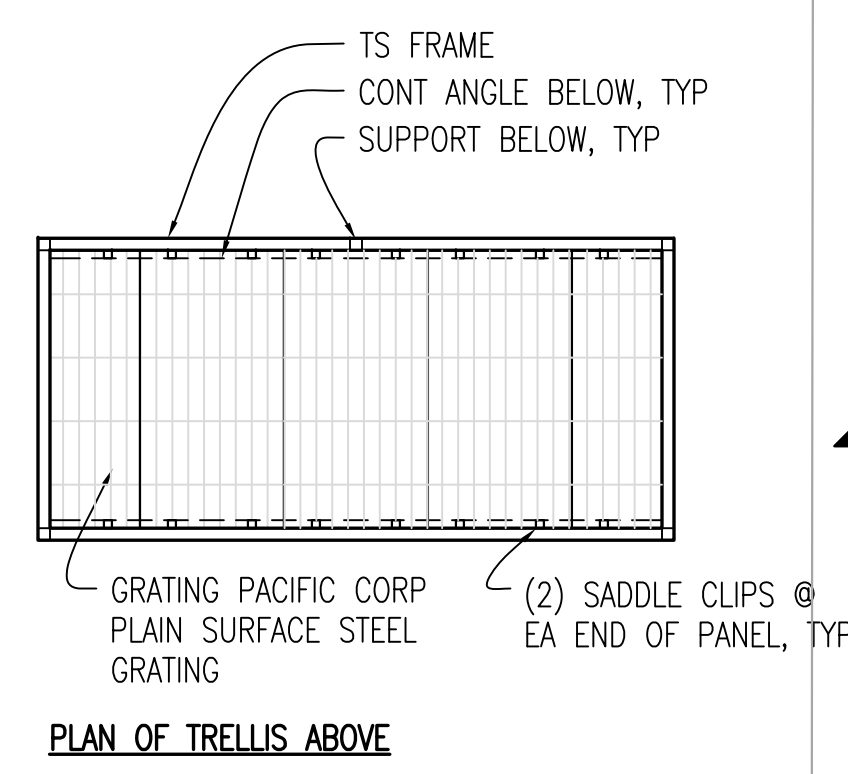 TS FRAME
CONT ANGLE BELOW, TYP
SUPPORT BELOW, TYP
GRATING PACIFIC CORP
PLAIN SURFACE STEEL
GRATING
(2) SADDLE CLIPS @
EA END OF PANEL, TYP
PLAN OF TRELLIS ABOVE